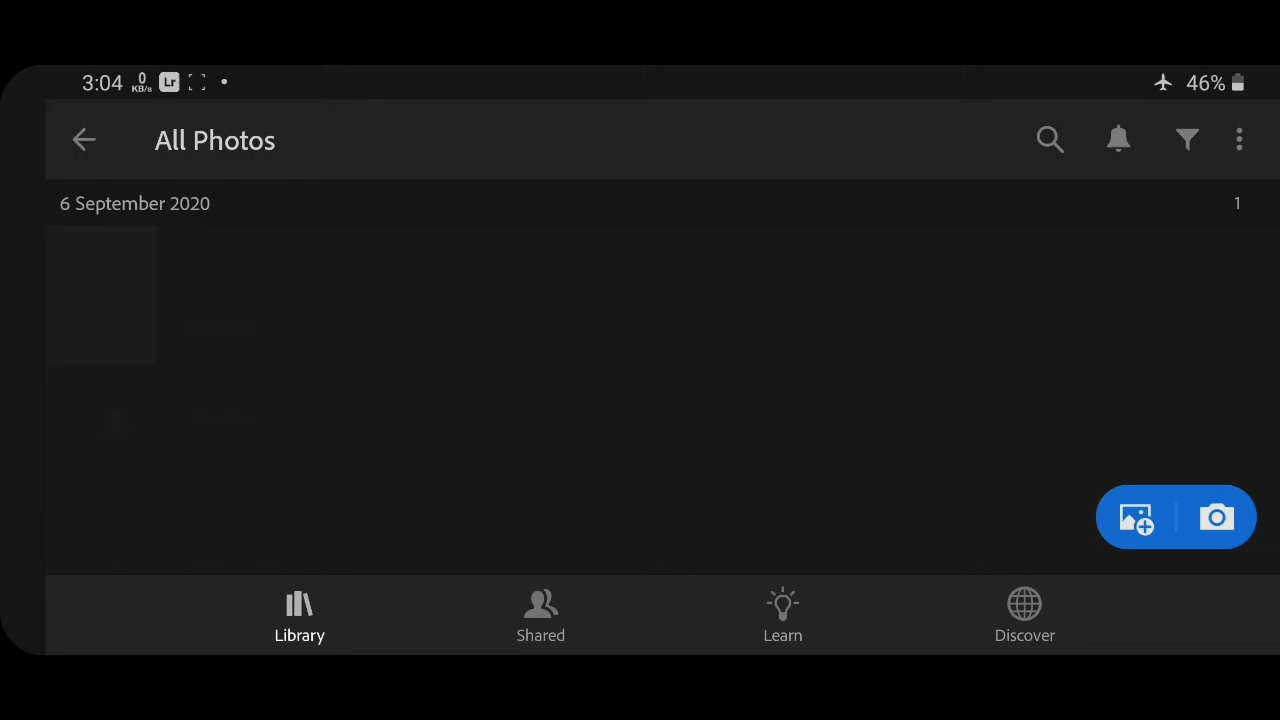 3:04 0 KB/s Lr 46%
All Photos
6 September 2020 1
Library Shared Learn Discover